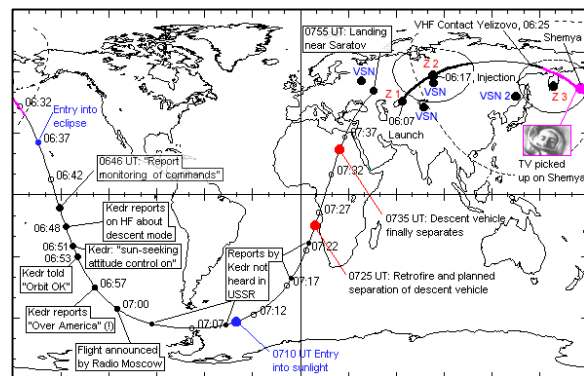 0755 UT: Landing
near Saratov
VHF Contact Yelizovo, 06:25
Shemya
Z 2
VSN
06:17 Injection
Z 1
VSN
VSN
VSN 2
Z 3
06:07
Launch
TV picked
up on Shemya
06:32
Entry into
eclipse
06:37
0646 UT: "Report
monitoring of commands"
06:42
07:37
07:32
0735 UT: Descent vehicle
finally separates
Kedr reports
on HF about
descent mode
06:48
06:51
06:53
Kedr: "sun-seeking
attitude control on"
07:27
07:22
0725 UT: Retrofire and planned
separation of descent vehicle
Kedr told
"Orbit OK"
Reports by
Kedr not
heard in
USSR
07:17
06:57
Kedr reports
"Over America" (!)
07:00
07:07
07:12
Flight announced
by Radio Moscow
0710 UT Entry
into sunlight